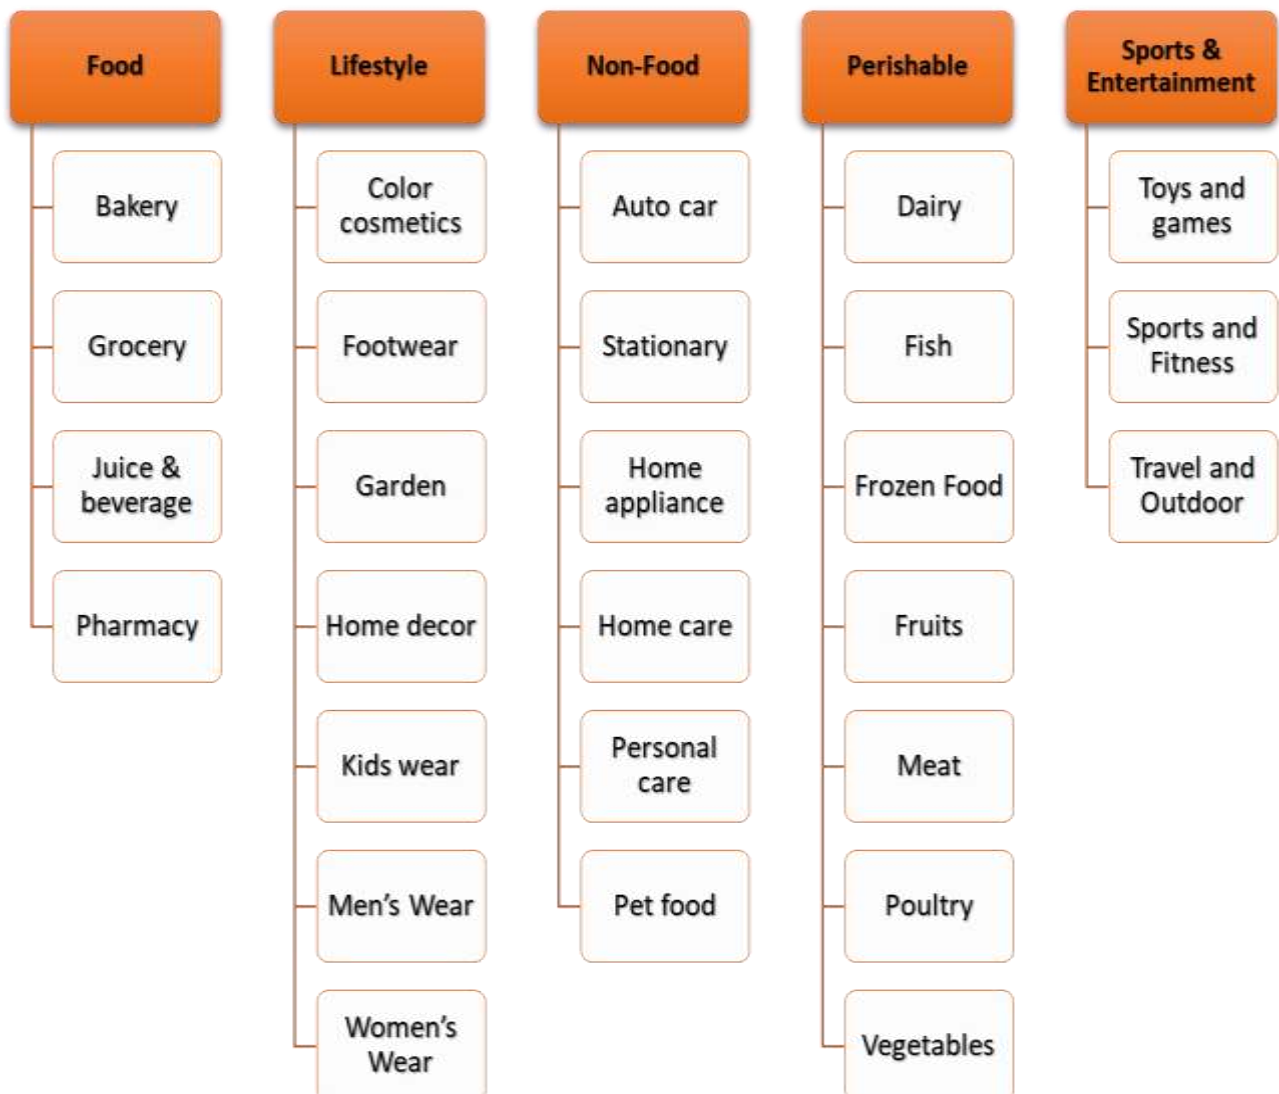 Food
Bakery
Grocery
Juice &
beverage
Pharmacy
Lifestyle
Color
cosmetics
Footwear
Garden
Home decor
Kids wear
Men's Wear
Women's
Wear
Non-Food
Auto car
Stationary
Home
appliance
Home care
Personal
care
Pet food
Perishable
Dairy
Fish
Frozen Food
Fruits
Meat
Poultry
Vegetables
Sports &
Entertainment
Toys and
games
Sports and
Fitness
Travel and
Outdoor